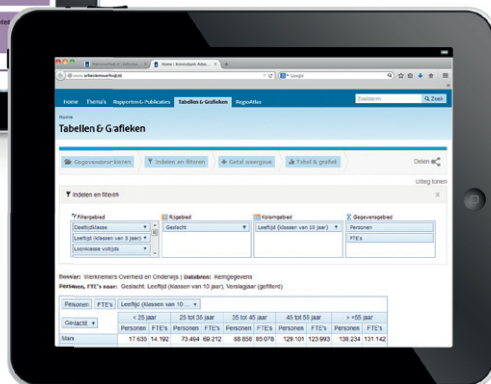 Home Thema's Rapporten & Publicaties Tabellen & Grafieken RegioAtlas
Zoekterm Zoek
Home
Tabellen & Grafieken
Gegevensbron kiezen Indelen en filteren Getal weergave Tabel & grafiek Delen
Uitleg tonen
Indelen en filteren X
Filtergebied Rijgebied Kolomgebied Gegevensgebied
Deeltijdklasse Geslacht Leeftijd (klassen van 10 jaar) Personen
Leeftijd (klassen van 5 jaar) FTE's
Loonklasse voltijds
Dossier: Werknemers Overheid en Onderwijs | Databron: Kerngegevens
Personen, FTE's naar: Geslacht, Leeftijd (klassen van 10 jaar), Verslagjaar (gefilterd)
Personen FTE's Leeftijd (klassen van 10 ...
Geslacht < 25 jaar 25 tot 35 jaar 35 tot 45 jaar 45 tot 55 jaar > =55 jaar
Personen FTE's Personen FTE's Personen FTE's Personen FTE's Personen FTE's
Man 17.635 14.192 73.494 69.212 88.858 85.078 129.101 123.993 138.234 131.142